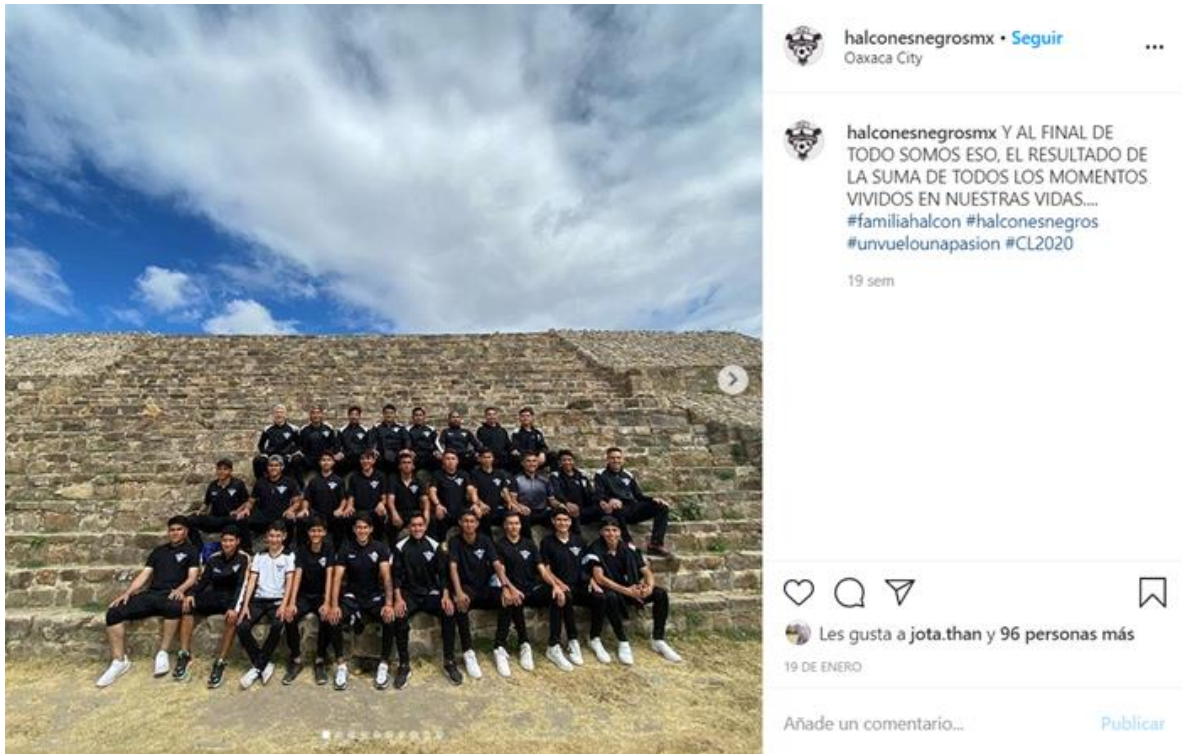 halconesnegrosmx • Seguir
Oaxaca City
halconesnegrosmx Y AL FINAL DE
TODO SOMOS ESO, EL RESULTADO DE
LA SUMA DE TODOS LOS MOMENTOS
VIVIDOS EN NUESTRAS VIDAS....
#familiahalcon #halconesnegros
#unvuelounapasion #CL2020
19 sem
Les gusta a jota.than y 96 personas más
19 DE ENERO
Añade un comentario...
Publicar